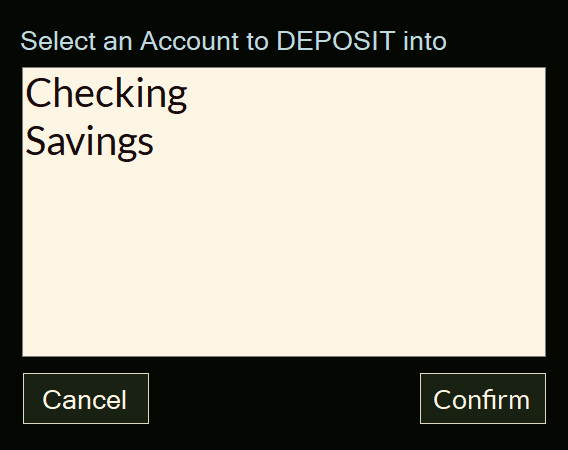 Select an Account to DEPOSIT into
Checking
Savings
Cancel
Confirm